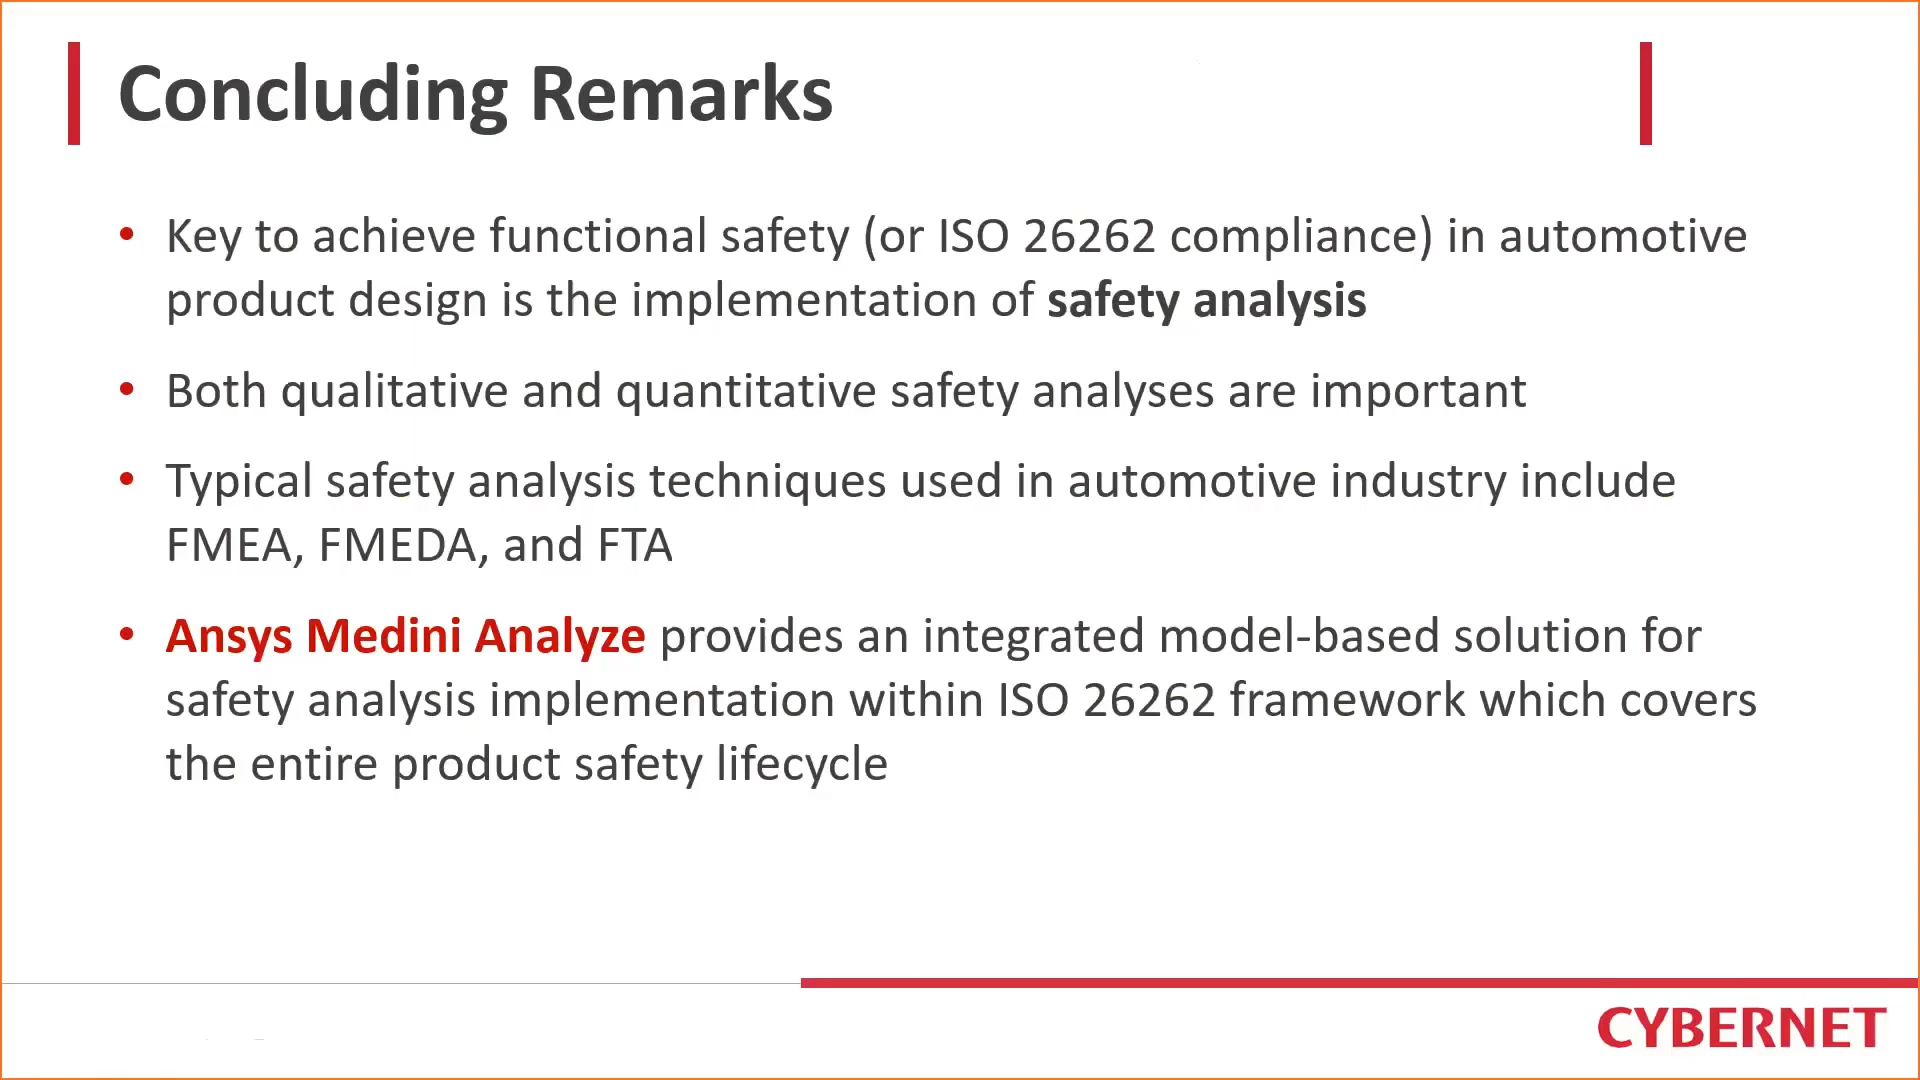 Concluding Remarks
• Key to achieve functional safety (or ISO 26262 compliance) in automotive
product design is the implementation of safety analysis
• Both qualitative and quantitative safety analyses are important
• Typical safety analysis techniques used in automotive industry include
FMEA, FMEDA, and FTA
• Ansys Medini Analyze provides an integrated model-based solution for
safety analysis implementation within ISO 26262 framework which covers
the entire product safety lifecycle
CYBERNET